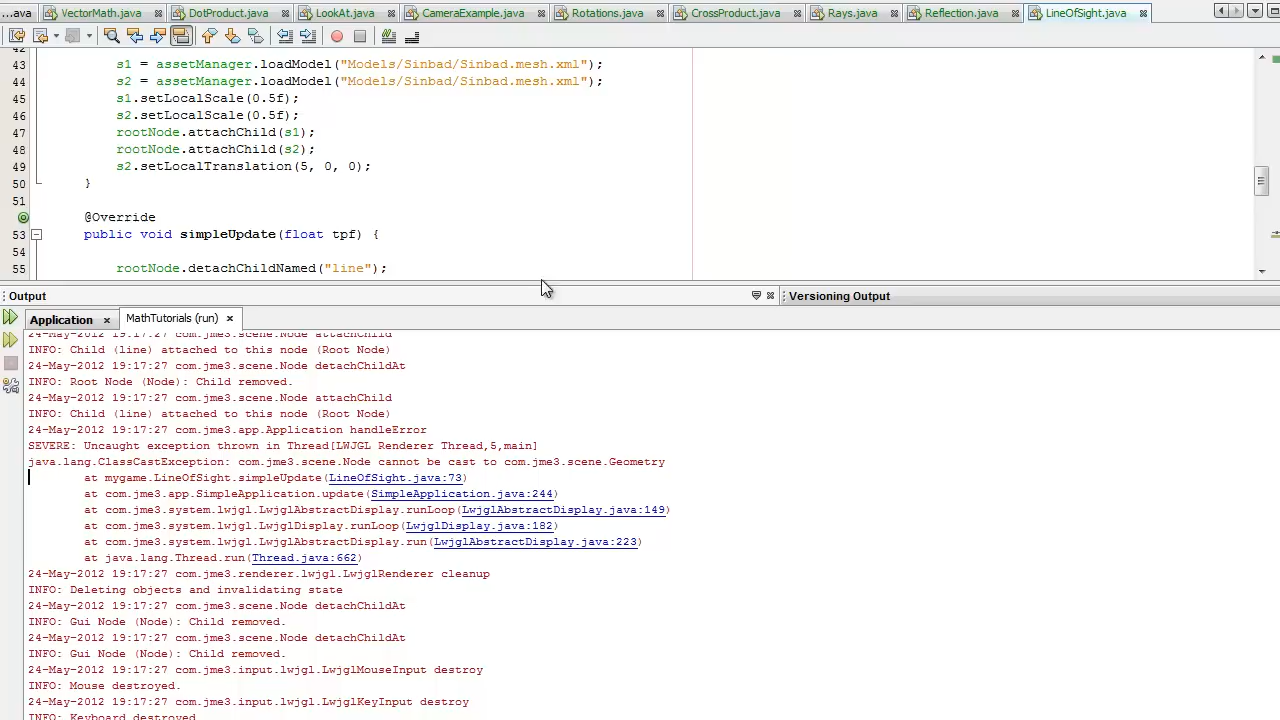 ...ava VectorMath.java DotProduct.java LookAt.java CameraExample.java Rotations.java CrossProduct.java Rays.java Reflection.java LineOfSight.java
42
43 s1 = assetManager.loadModel("Models/Sinbad/Sinbad.mesh.xml");
44 s2 = assetManager.loadModel("Models/Sinbad/Sinbad.mesh.xml");
45 s1.setLocalScale(0.5f);
46 s2.setLocalScale(0.5f);
47 rootNode.attachChild(s1);
48 rootNode.attachChild(s2);
49 s2.setLocalTranslation(5, 0, 0);
50 }
51
@Override
53 public void simpleUpdate(float tpf) {
54
55 rootNode.detachChildNamed("line");
Output Versioning Output
Application MathTutorials (run)
24-May-2012 19:17:27 com.jme3.scene.Node attachChild
INFO: Child (line) attached to this node (Root Node)
24-May-2012 19:17:27 com.jme3.scene.Node detachChildAt
INFO: Root Node (Node): Child removed.
24-May-2012 19:17:27 com.jme3.scene.Node attachChild
INFO: Child (line) attached to this node (Root Node)
24-May-2012 19:17:27 com.jme3.app.Application handleError
SEVERE: Uncaught exception thrown in Thread[LWJGL Renderer Thread,5,main]
java.lang.ClassCastException: com.jme3.scene.Node cannot be cast to com.jme3.scene.Geometry
at mygame.LineOfSight.simpleUpdate(LineOfSight.java:73)
at com.jme3.app.SimpleApplication.update(SimpleApplication.java:244)
at com.jme3.system.lwjgl.LwjglAbstractDisplay.runLoop(LwjglAbstractDisplay.java:149)
at com.jme3.system.lwjgl.LwjglDisplay.runLoop(LwjglDisplay.java:182)
at com.jme3.system.lwjgl.LwjglAbstractDisplay.run(LwjglAbstractDisplay.java:223)
at java.lang.Thread.run(Thread.java:662)
24-May-2012 19:17:27 com.jme3.renderer.lwjgl.LwjglRenderer cleanup
INFO: Deleting objects and invalidating state
24-May-2012 19:17:27 com.jme3.scene.Node detachChildAt
INFO: Gui Node (Node): Child removed.
24-May-2012 19:17:27 com.jme3.scene.Node detachChildAt
INFO: Gui Node (Node): Child removed.
24-May-2012 19:17:27 com.jme3.input.lwjgl.LwjglMouseInput destroy
INFO: Mouse destroyed.
24-May-2012 19:17:27 com.jme3.input.lwjgl.LwjglKeyInput destroy
INFO: Keyboard destroyed